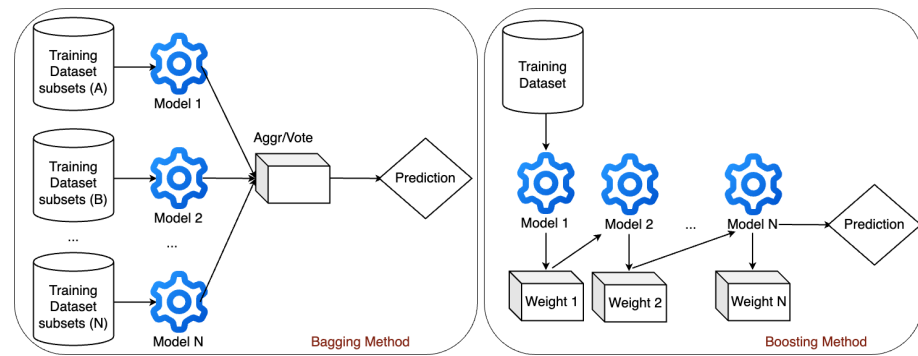 Training
Dataset
subsets (A)
Model 1
Aggr/Vote
Training
Dataset
subsets (B)
Model 2
Prediction
...
...
Training
Dataset
subsets (N)
Model N
Bagging Method
Training
Dataset
Model 1
Model 2
...
Model N
Prediction
Weight 1
Weight 2
Weight N
Boosting Method